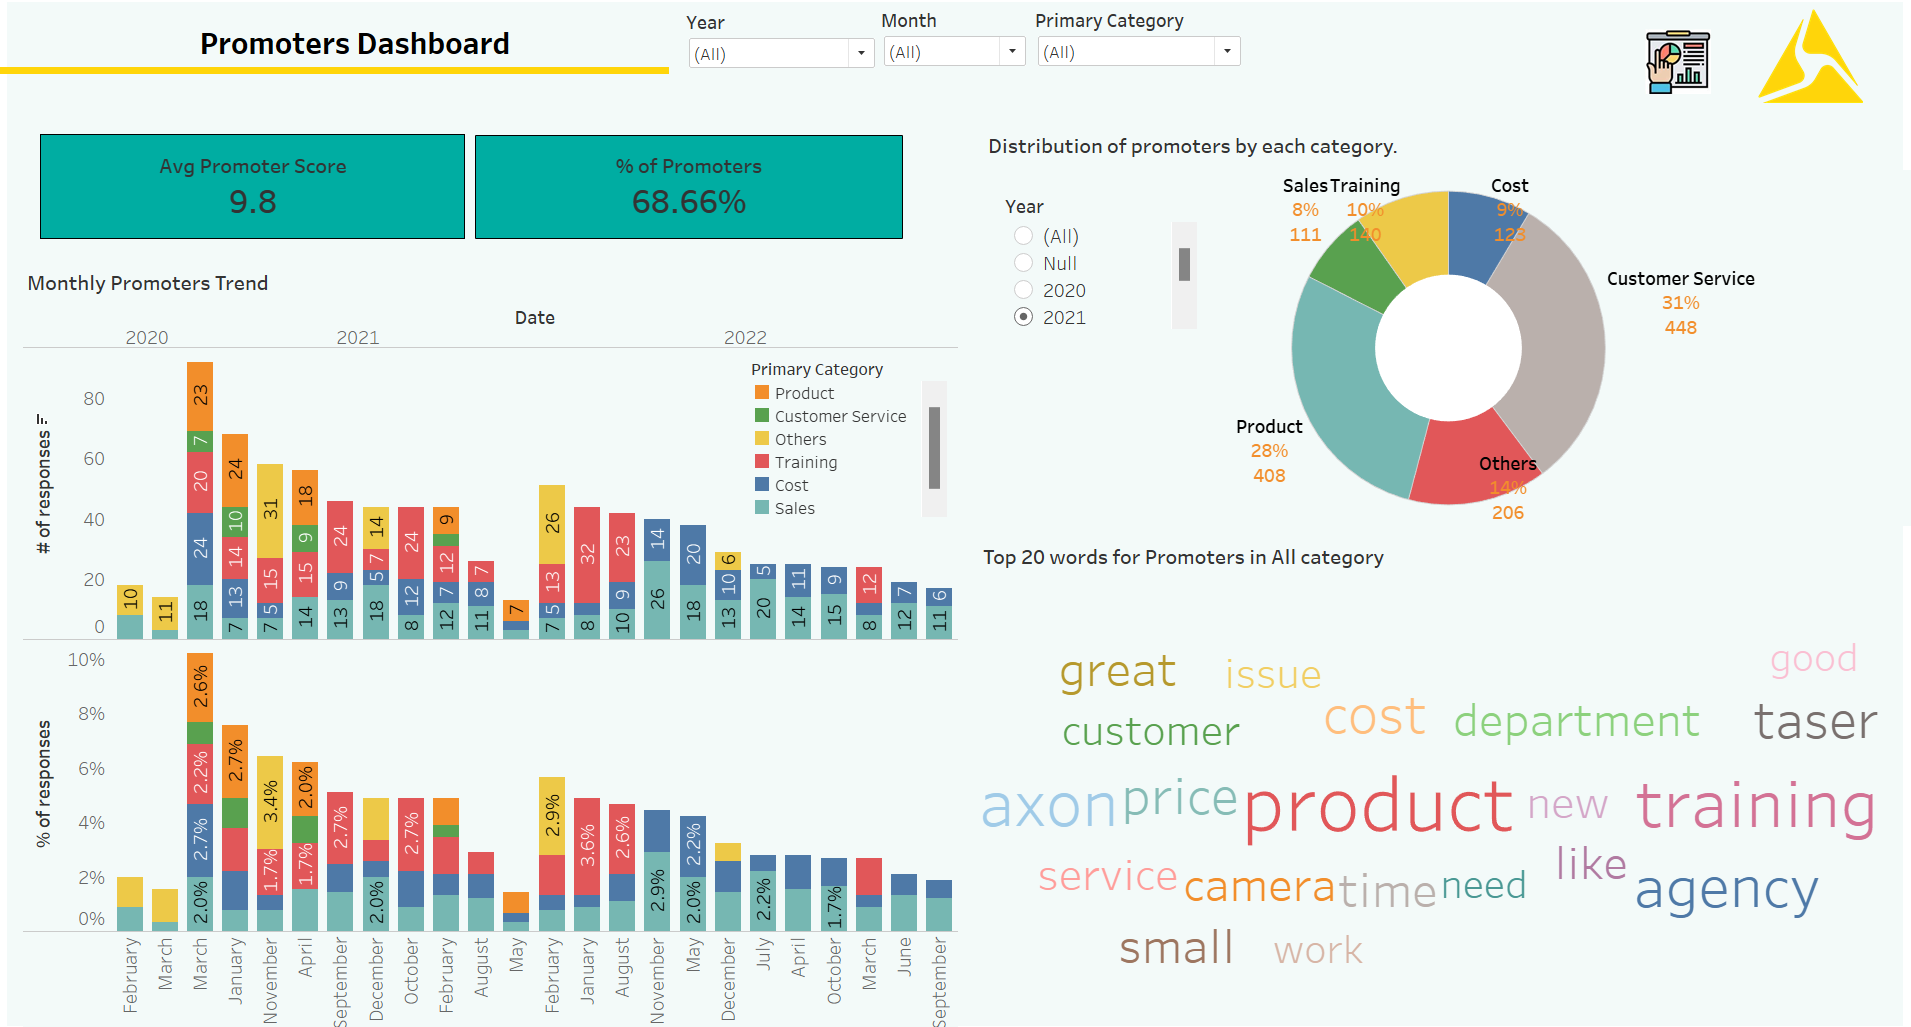 Promoters Dashboard
Year
(All)
Month
(All)
Primary Category
(All)
Avg Promoter Score
9.8
% of Promoters
68.66%
Monthly Promoters Trend
Date
2020 2021 2022
Primary Category
Product
Customer Service
Others
Training
Cost
Sales
# of responses
80
60
40
20
0
10
11
23 7 20 24 18
24 10 14 13 7
31 15 5 7
18 9 15 14
24 9 13
14 7 5 18
24 12 8
9 12 7 12
7 8 11
7
26 13 5 7
32 8
23 9 10
14 26
20 18
6 10 13
5 20
11 14
9 15
12 8
7 12
6 11
% of responses
10%
8%
6%
4%
2%
0%
2.6% 2.2% 2.7% 2.0%
2.7%
3.4% 1.7%
2.0% 1.7%
2.7%
2.0%
2.7%
2.9%
3.6%
2.6%
2.9%
2.2% 2.0%
2.2%
1.7%
February
March
March
January
November
April
September
December
October
February
August
May
February
January
August
November
May
December
July
April
October
March
June
September
Distribution of promoters by each category.
Year
(All)
Null
2020
2021
Sales
8%
111
Training
10%
140
Cost
9%
123
Customer Service
31%
448
Product
28%
408
Others
14%
206
Top 20 words for Promoters in All category
great issue good
customer cost department taser
axon price product new training
service camera time need like agency
small work